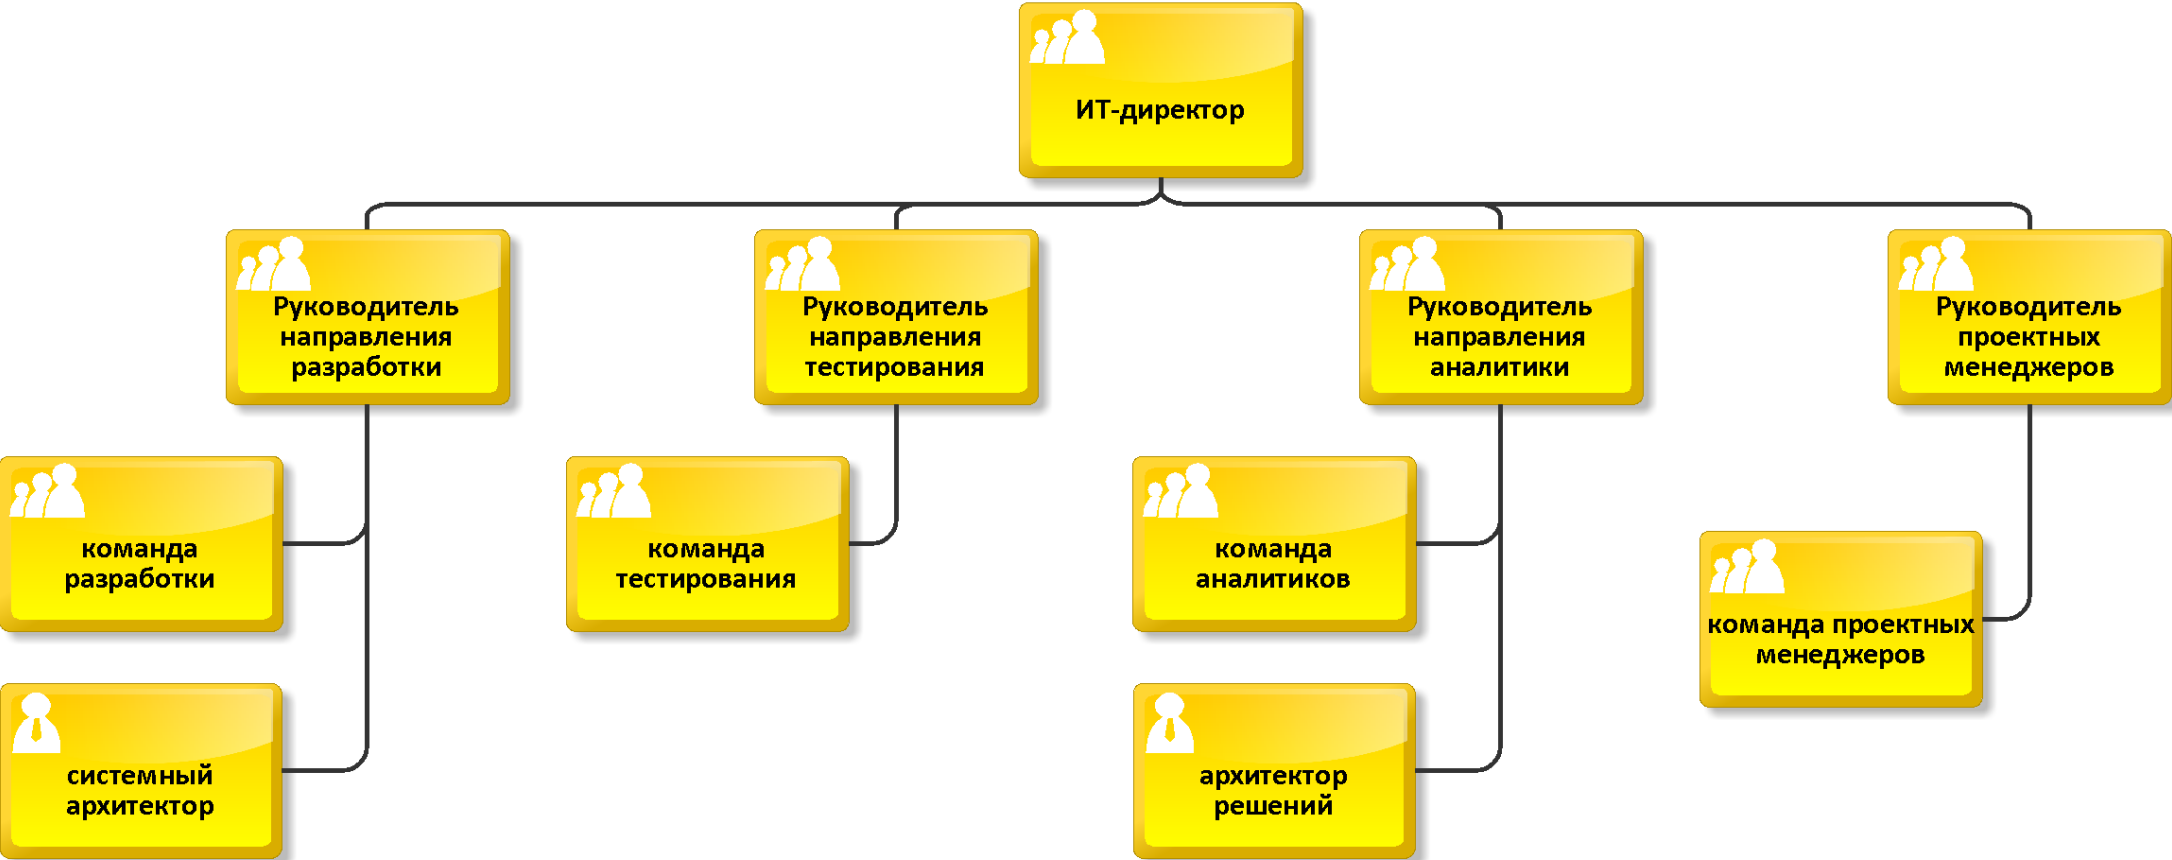 ИТ-директор
Руководитель
направления
разработки
Руководитель
направления
тестирования
Руководитель
направления
аналитики
Руководитель
проектных
менеджеров
команда
разработки
команда
тестирования
команда
аналитиков
команда проектных
менеджеров
системный
архитектор
архитектор
решений